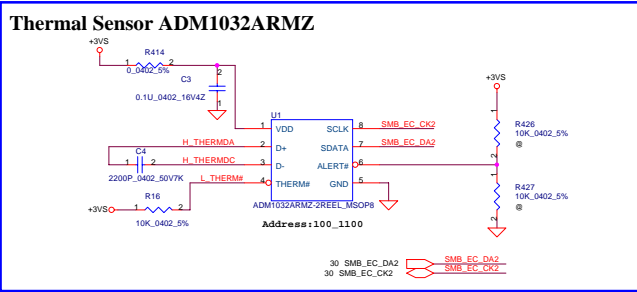 Thermal Sensor ADM1032ARMZ
+3VS
R414
1 2
0_0402_5%
C3
2
1
0.1U_0402_16V4Z
+3VS
U1
1 VDD SCLK 8 SMB_EC_CK2
H_THERMDA 2 D+ SDATA 7 SMB_EC_DA2
C4
1 2 H_THERMDC 3 D- ALERT# 6
2200P_0402_50V7K
L_THERM# 4 THERM# GND 5
R16
+3VS 1 2
10K_0402_5%
ADM1032ARMZ-2REEL_MSOP8
Address:100_1100
1
R426
10K_0402_5%
@
2
1
R427
10K_0402_5%
@
2
30 SMB_EC_DA2 SMB_EC_DA2
30 SMB_EC_CK2 SMB_EC_CK2